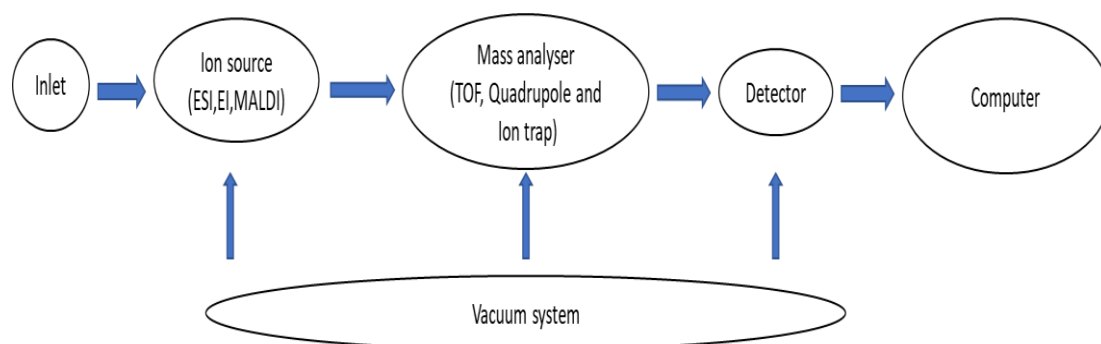 Inlet
Ion source
(ESI,EI,MALDI)
Mass analyser
(TOF, Quadrupole and
Ion trap)
Detector
Computer
Vacuum system